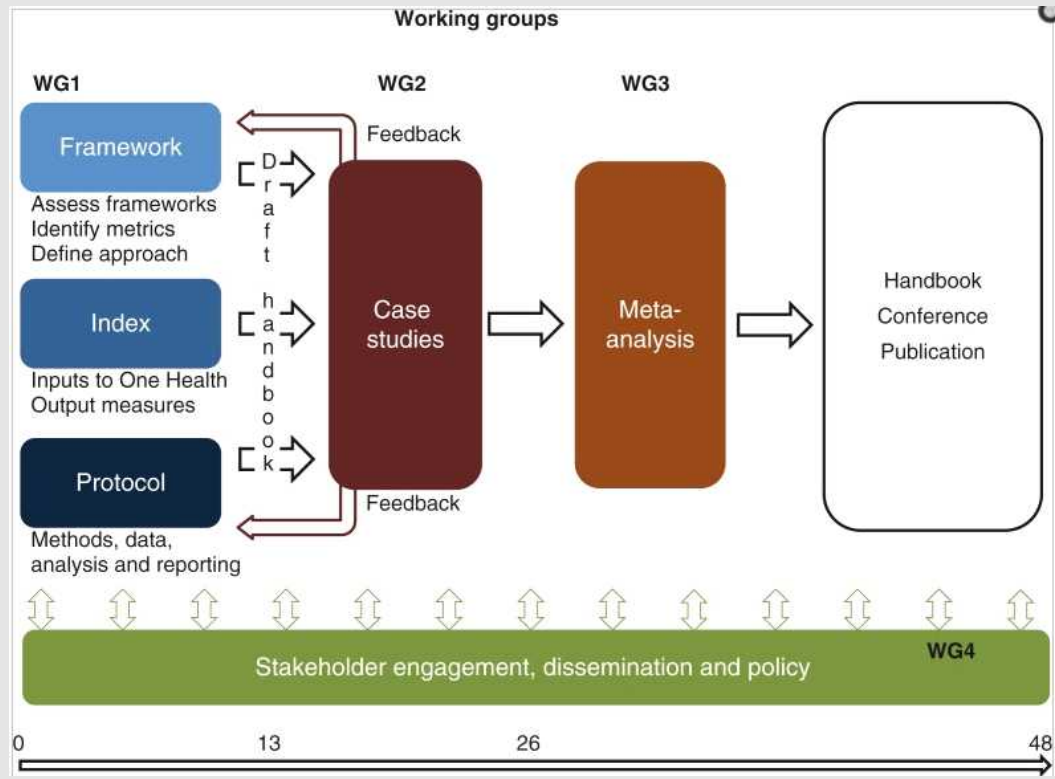 Working groups
WG1
WG2
WG3
Framework
Assess frameworks
Identify metrics
Define approach
Index
Inputs to One Health
Output measures
Protocol
Methods, data,
analysis and reporting
Draft handbook
Feedback
Case
studies
Feedback
Meta-
analysis
Handbook
Conference
Publication
WG4
Stakeholder engagement, dissemination and policy
0 13 26 48